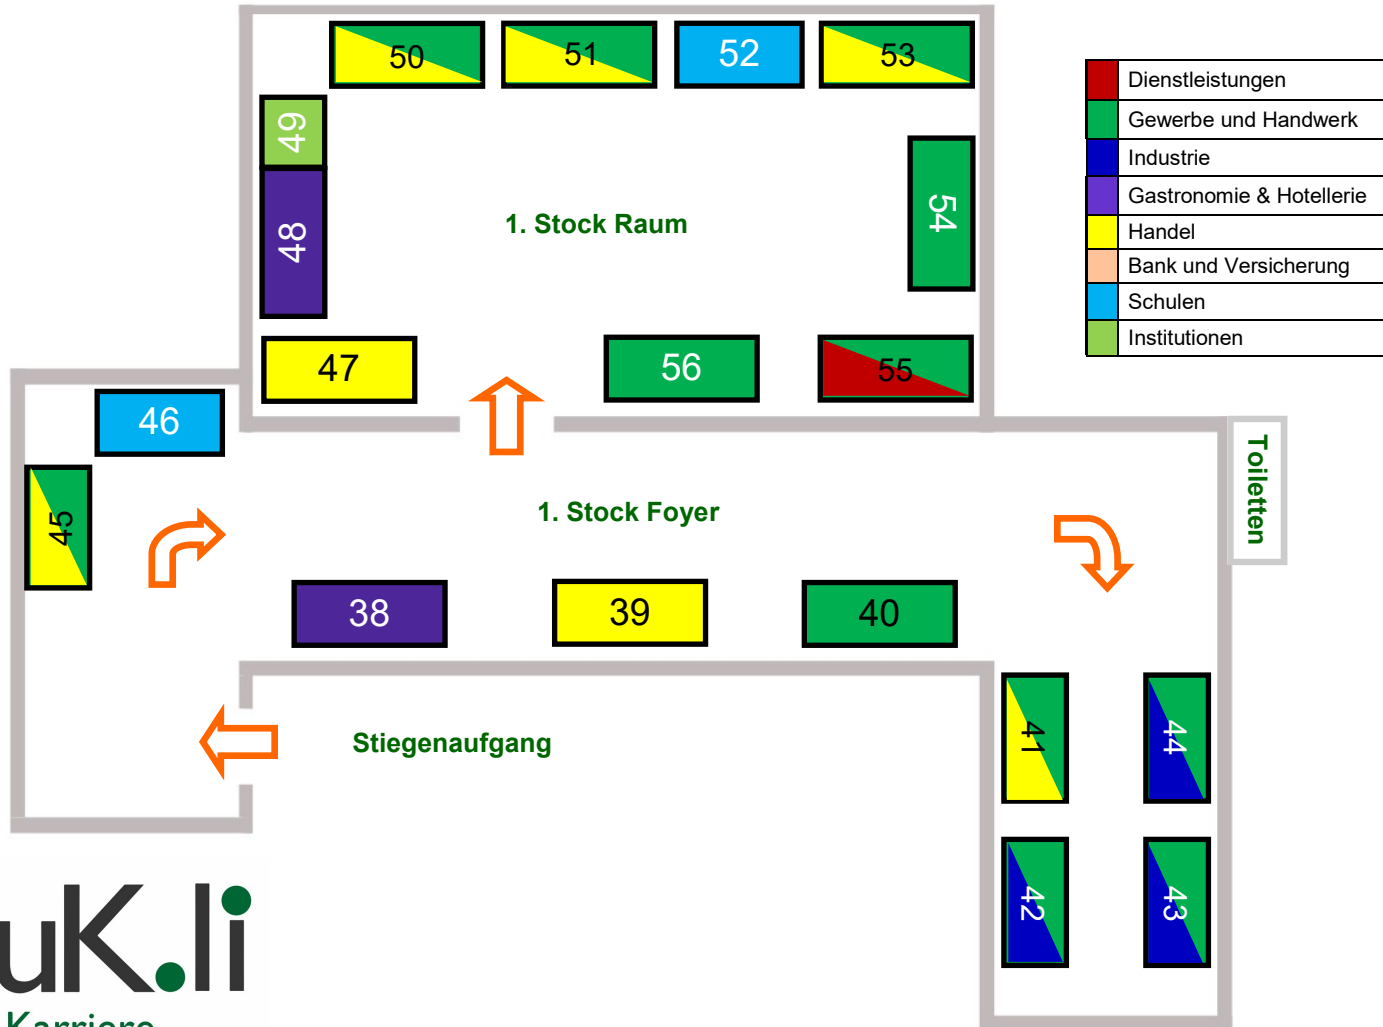 50
51
52
53
49
48
54
1. Stock Raum
47
56
55
Dienstleistungen
Gewerbe und Handwerk
Industrie
Gastronomie & Hotellerie
Handel
Bank und Versicherung
Schulen
Institutionen
46
45
1. Stock Foyer
Toiletten
38
39
40
Stiegenaufgang
41
44
42
43
uK.li
Karriere